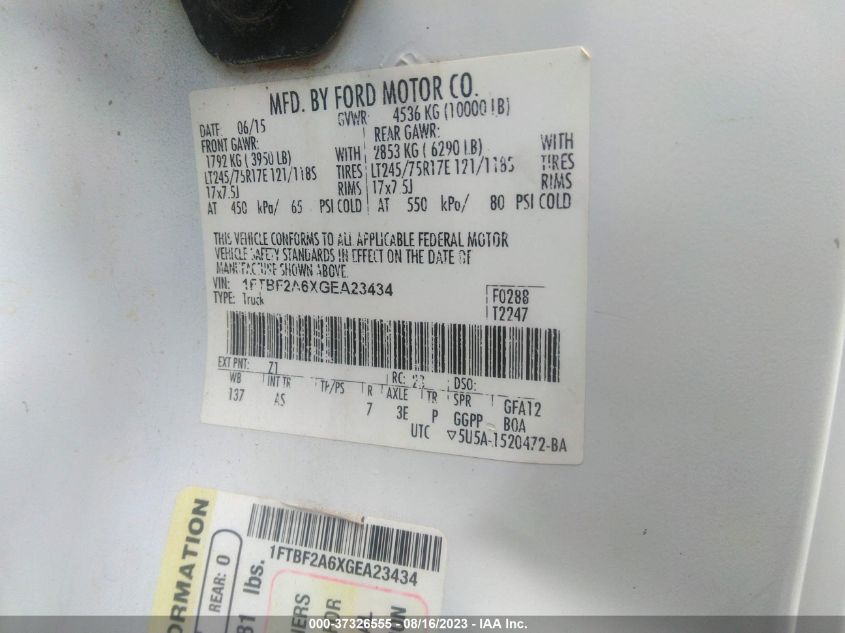 MFD. BY FORD MOTOR CO.
DATE: 06/15 GVWR: 4536 KG (10000 LB)
FRONT GAWR: REAR GAWR:
1792 KG ( 3950 LB) WITH 2853 KG ( 6290 LB) WITH
LT245/75R17E 121/118S TIRES LT245/75R17E 121/118S TIRES
17x7.5J RIMS 17x7.5J RIMS
AT 450 kPa/ 65 PSI COLD AT 550 kPa/ 80 PSI COLD
THIS VEHICLE CONFORMS TO ALL APPLICABLE FEDERAL MOTOR
VEHICLE SAFETY STANDARDS IN EFFECT ON THE DATE OF
MANUFACTURE SHOWN ABOVE.
VIN: 1FTBF2A6XGEA23434
TYPE: Truck
F0288
T2247
EXT PNT: Z1 RC: 23 DSO:
WB INT TR TP/PS R AXLE TR SPR GFA12
137 AS 7 3E P GGPP BOA
UTC ▽5U5A-1520472-BA
1FTBF2A6XGEA23434
REAR: 0
lbs.
000-37326555 - 08/16/2023 - IAA Inc.